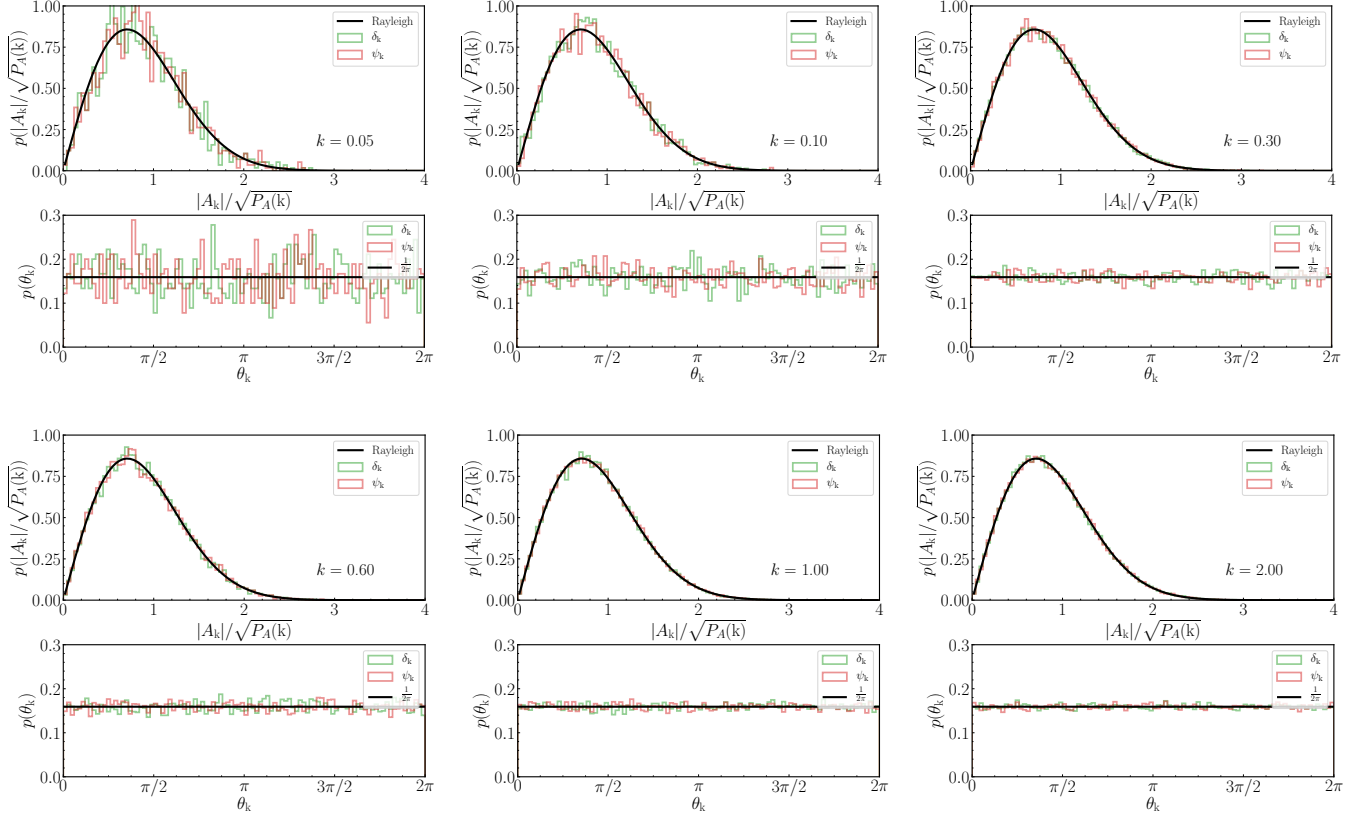 p(|A_k|/√P_A(k))
1.00
0.75
0.50
0.25
0.00
Rayleigh
δ_k
ψ_k
k = 0.05
0 1 2 3 4
|A_k|/√P_A(k)
p(θ_k)
0.3
0.2
0.1
0.0
δ_k
ψ_k
1/2π
0 π/2 π 3π/2 2π
θ_k
p(|A_k|/√P_A(k))
1.00
0.75
0.50
0.25
0.00
Rayleigh
δ_k
ψ_k
k = 0.10
0 1 2 3 4
|A_k|/√P_A(k)
p(θ_k)
0.3
0.2
0.1
0.0
δ_k
ψ_k
1/2π
0 π/2 π 3π/2 2π
θ_k
p(|A_k|/√P_A(k))
1.00
0.75
0.50
0.25
0.00
Rayleigh
δ_k
ψ_k
k = 0.30
0 1 2 3 4
|A_k|/√P_A(k)
p(θ_k)
0.3
0.2
0.1
0.0
δ_k
ψ_k
1/2π
0 π/2 π 3π/2 2π
θ_k
p(|A_k|/√P_A(k))
1.00
0.75
0.50
0.25
0.00
Rayleigh
δ_k
ψ_k
k = 0.60
0 1 2 3 4
|A_k|/√P_A(k)
p(θ_k)
0.3
0.2
0.1
0.0
δ_k
ψ_k
1/2π
0 π/2 π 3π/2 2π
θ_k
p(|A_k|/√P_A(k))
1.00
0.75
0.50
0.25
0.00
Rayleigh
δ_k
ψ_k
k = 1.00
0 1 2 3 4
|A_k|/√P_A(k)
p(θ_k)
0.3
0.2
0.1
0.0
δ_k
ψ_k
1/2π
0 π/2 π 3π/2 2π
θ_k
p(|A_k|/√P_A(k))
1.00
0.75
0.50
0.25
0.00
Rayleigh
δ_k
ψ_k
k = 2.00
0 1 2 3 4
|A_k|/√P_A(k)
p(θ_k)
0.3
0.2
0.1
0.0
δ_k
ψ_k
1/2π
0 π/2 π 3π/2 2π
θ_k